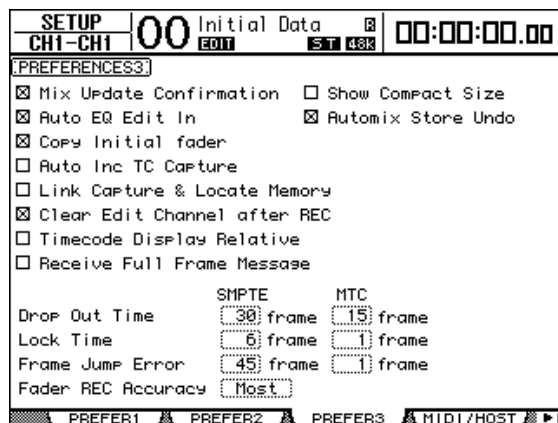 SETUP
CH1-CH1
00 Initial Data R
EDIT ST 48K
00:00:00.00
PREFERENCES3
Mix Update Confirmation
Show Compact Size
Auto EQ Edit In
Automix Store Undo
Copy Initial fader
Auto Inc TC Capture
Link Capture & Locate Memory
Clear Edit Channel after REC
Timecode Display Relative
Receive Full Frame Message
SMPTE MTC
Drop Out Time 30 frame 15 frame
Lock Time 6 frame 1 frame
Frame Jump Error 45 frame 1 frame
Fader REC Accuracy Most
PREFER1 PREFER2 PREFER3 MIDI/HOST